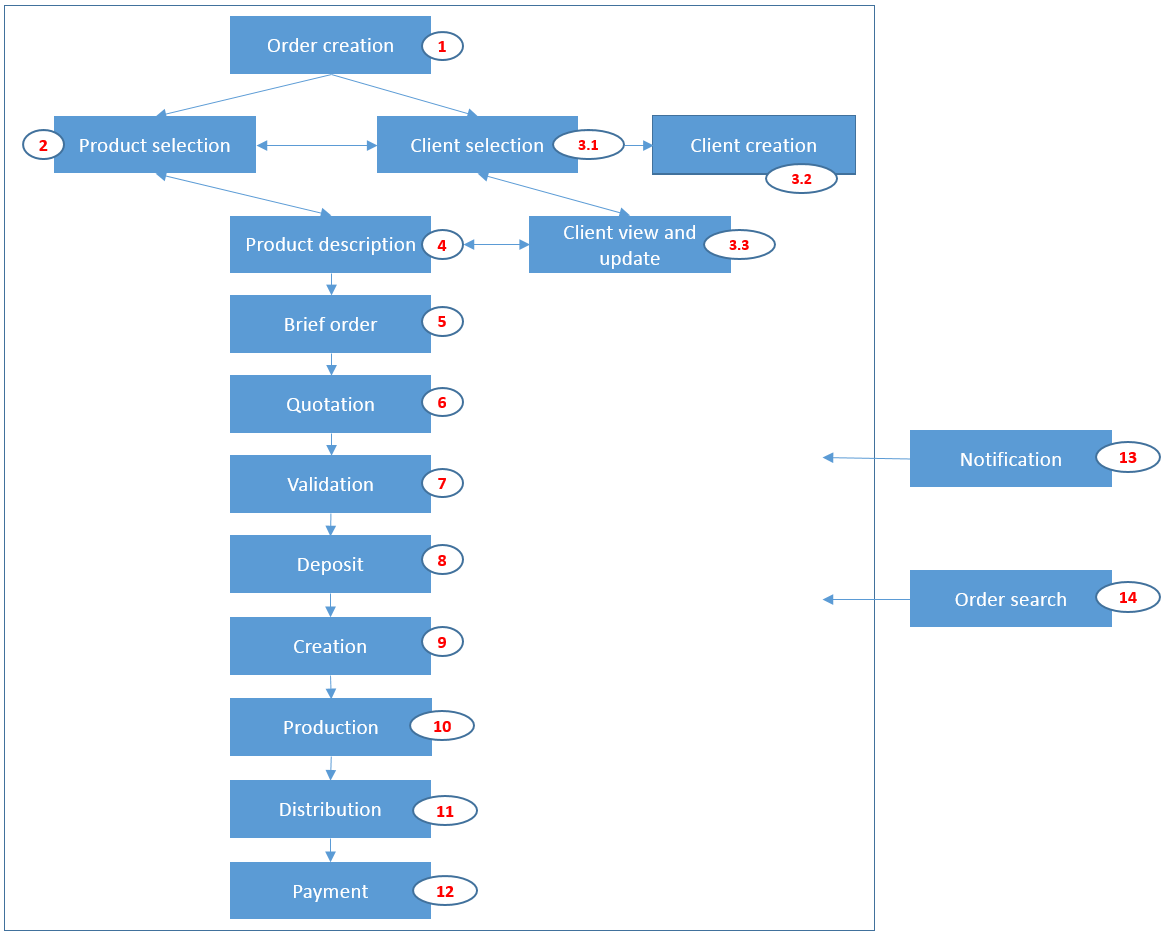 Order creation
1
2
Product selection
Client selection
3.1
Client creation
3.2
Product description
4
Client view and
update
3.3
Brief order
5
Quotation
6
Notification
13
Validation
7
Deposit
8
Order search
14
Creation
9
Production
10
Distribution
11
Payment
12